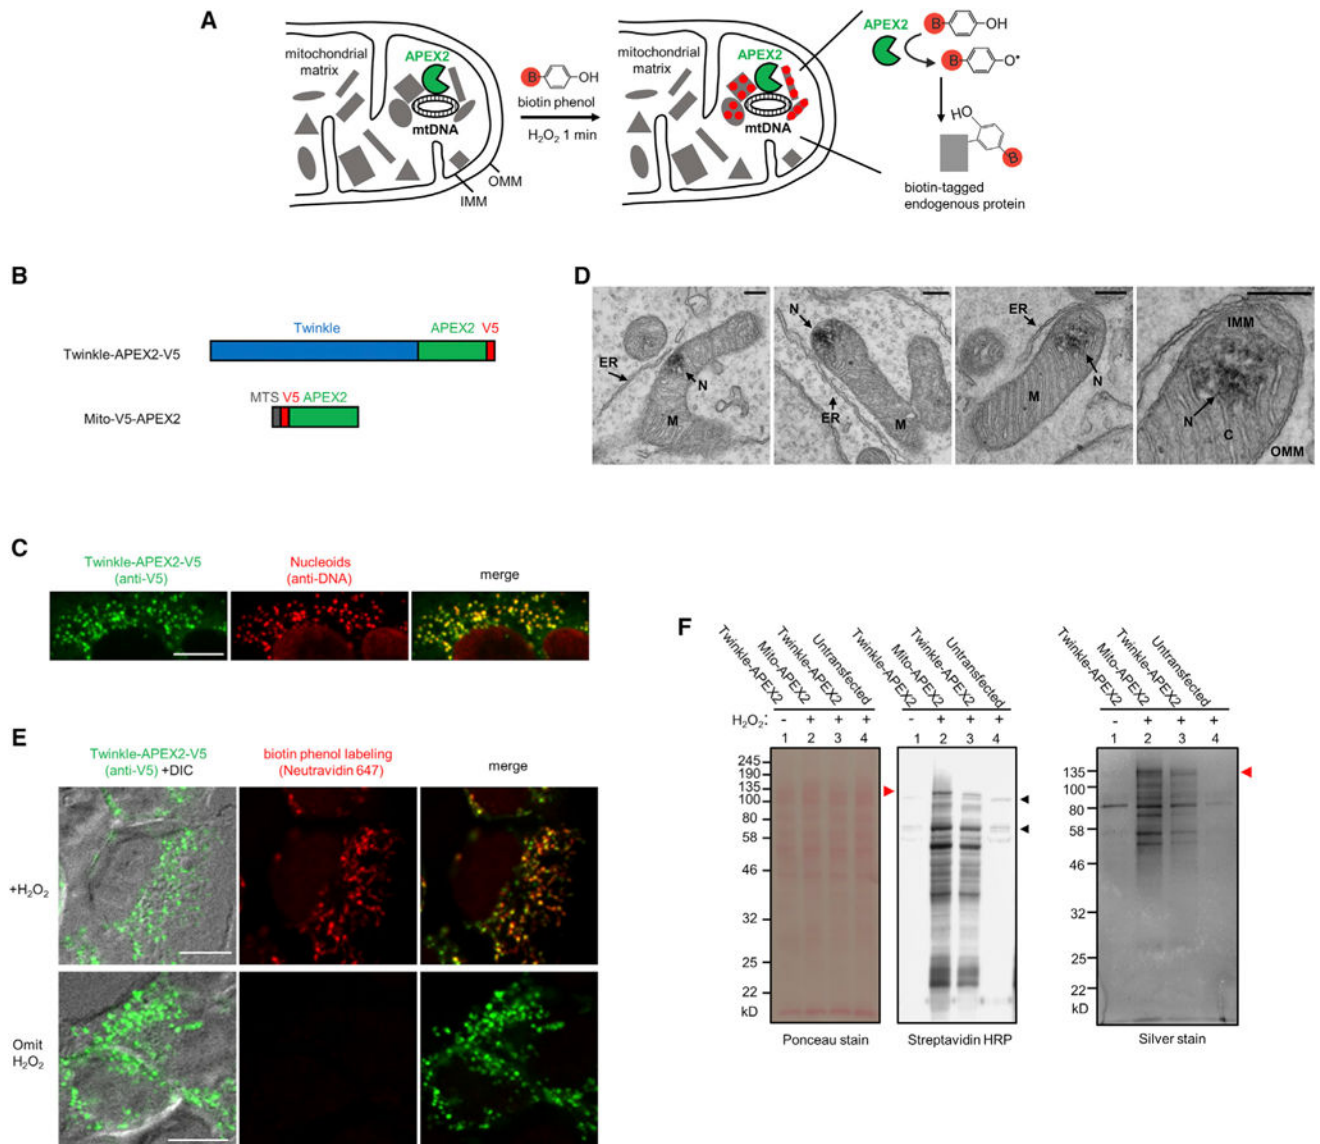 A
mitochondrial
matrix
APEX2
mtDNA
OMM
IMM
B
OH
biotin phenol
H₂O₂ 1 min
mitochondrial
matrix
APEX2
mtDNA
APEX2
B
OH
B
O•
HO
B
biotin-tagged
endogenous protein
B
Twinkle
APEX2
V5
Twinkle-APEX2-V5
MTS
V5
APEX2
Mito-V5-APEX2
D
ER
N
M
N
ER
M
ER
N
M
IMM
N
C
OMM
C
Twinkle-APEX2-V5
(anti-V5)
Nucleoids
(anti-DNA)
merge
E
Twinkle-APEX2-V5
(anti-V5) +DIC
biotin phenol labeling
(Neutravidin 647)
merge
+H₂O₂
Omit
H₂O₂
F
Twinkle-APEX2
Mito-APEX2
Twinkle-APEX2
Untransfected
H₂O₂:
- + + +
1 2 3 4
245
190
135
100
80
58
46
32
25
22
kD
Ponceau stain
Twinkle-APEX2
Mito-APEX2
Twinkle-APEX2
Untransfected
- + + +
1 2 3 4
Streptavidin HRP
Twinkle-APEX2
Mito-APEX2
Twinkle-APEX2
Untransfected
- + + +
1 2 3 4
135
100
80
58
46
32
25
22
kD
Silver stain